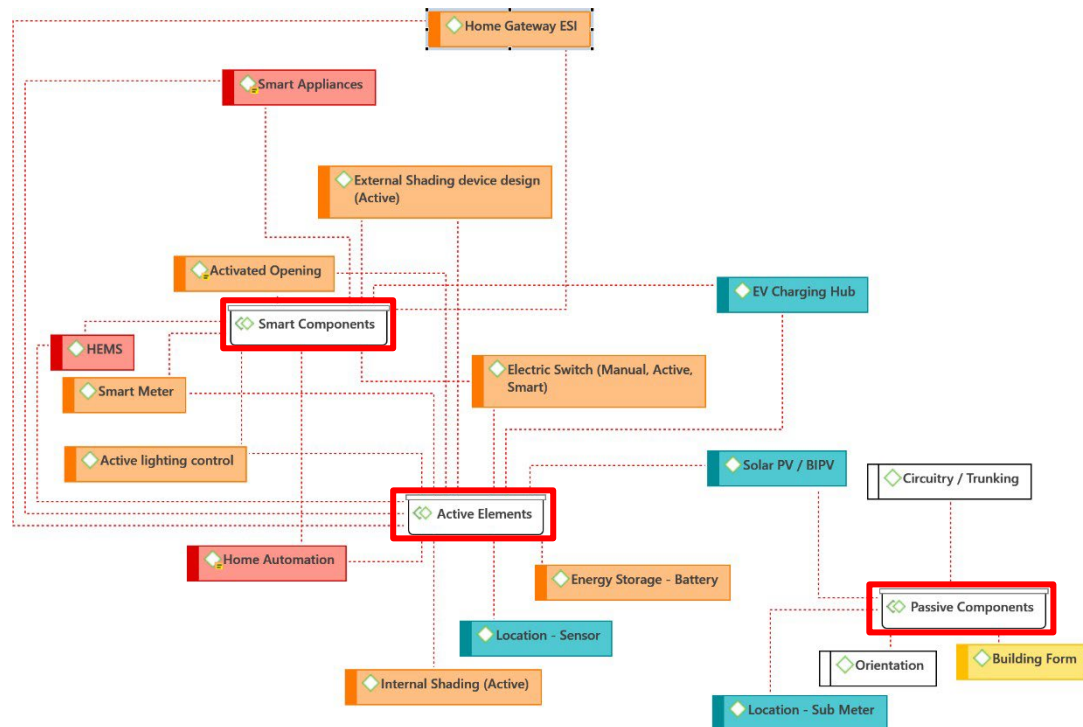 Home Gateway ESI
Smart Appliances
External Shading device design
(Active)
Activated Opening
EV Charging Hub
Smart Components
HEMS
Electric Switch (Manual, Active,
Smart)
Smart Meter
Active lighting control
Solar PV / BIPV
Circuitry / Trunking
Active Elements
Home Automation
Energy Storage - Battery
Passive Components
Location - Sensor
Orientation
Building Form
Internal Shading (Active)
Location - Sub Meter